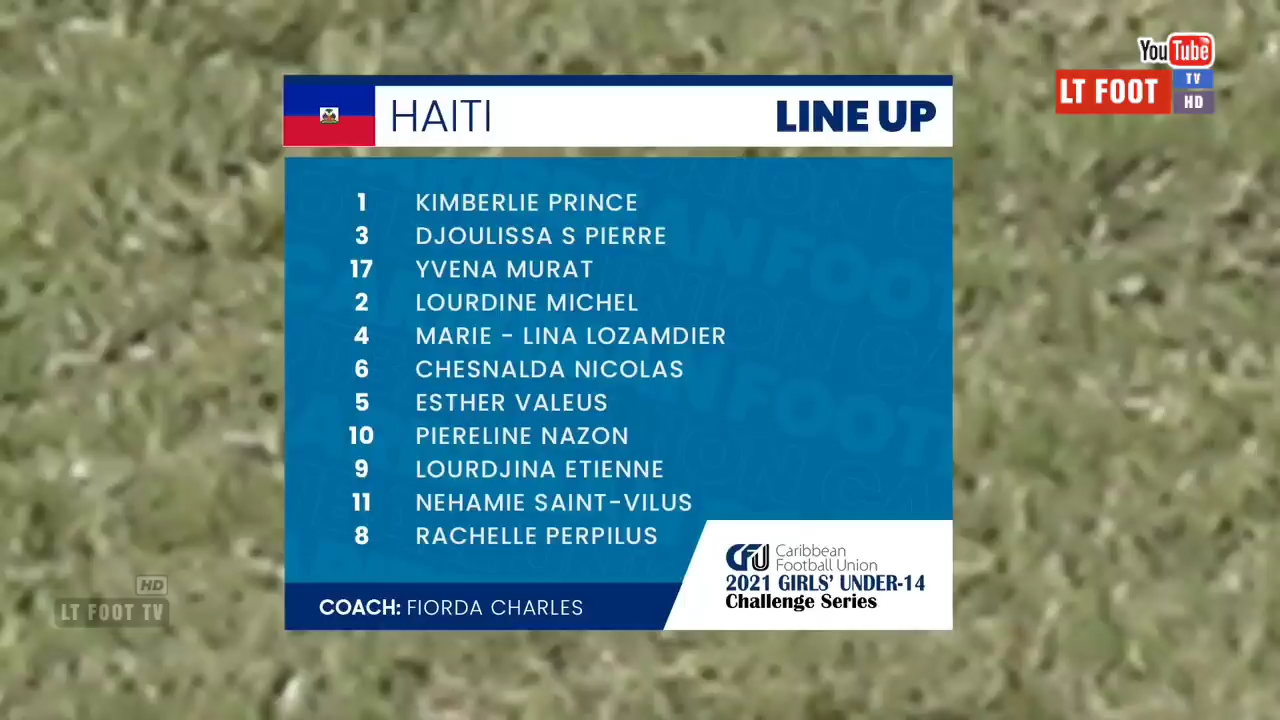 YouTube
LT FOOT TV HD
HAITI LINE UP
1 KIMBERLIE PRINCE
3 DJOULISSA S PIERRE
17 YVENA MURAT
2 LOURDINE MICHEL
4 MARIE - LINA LOZAMDIER
6 CHESNALDA NICOLAS
5 ESTHER VALEUS
10 PIERELINE NAZON
9 LOURDJINA ETIENNE
11 NEHAMIE SAINT-VILUS
8 RACHELLE PERPILUS
COACH: FIORDA CHARLES
CFU Caribbean
Football Union
2021 GIRLS' UNDER-14
Challenge Series
HD
LT FOOT TV